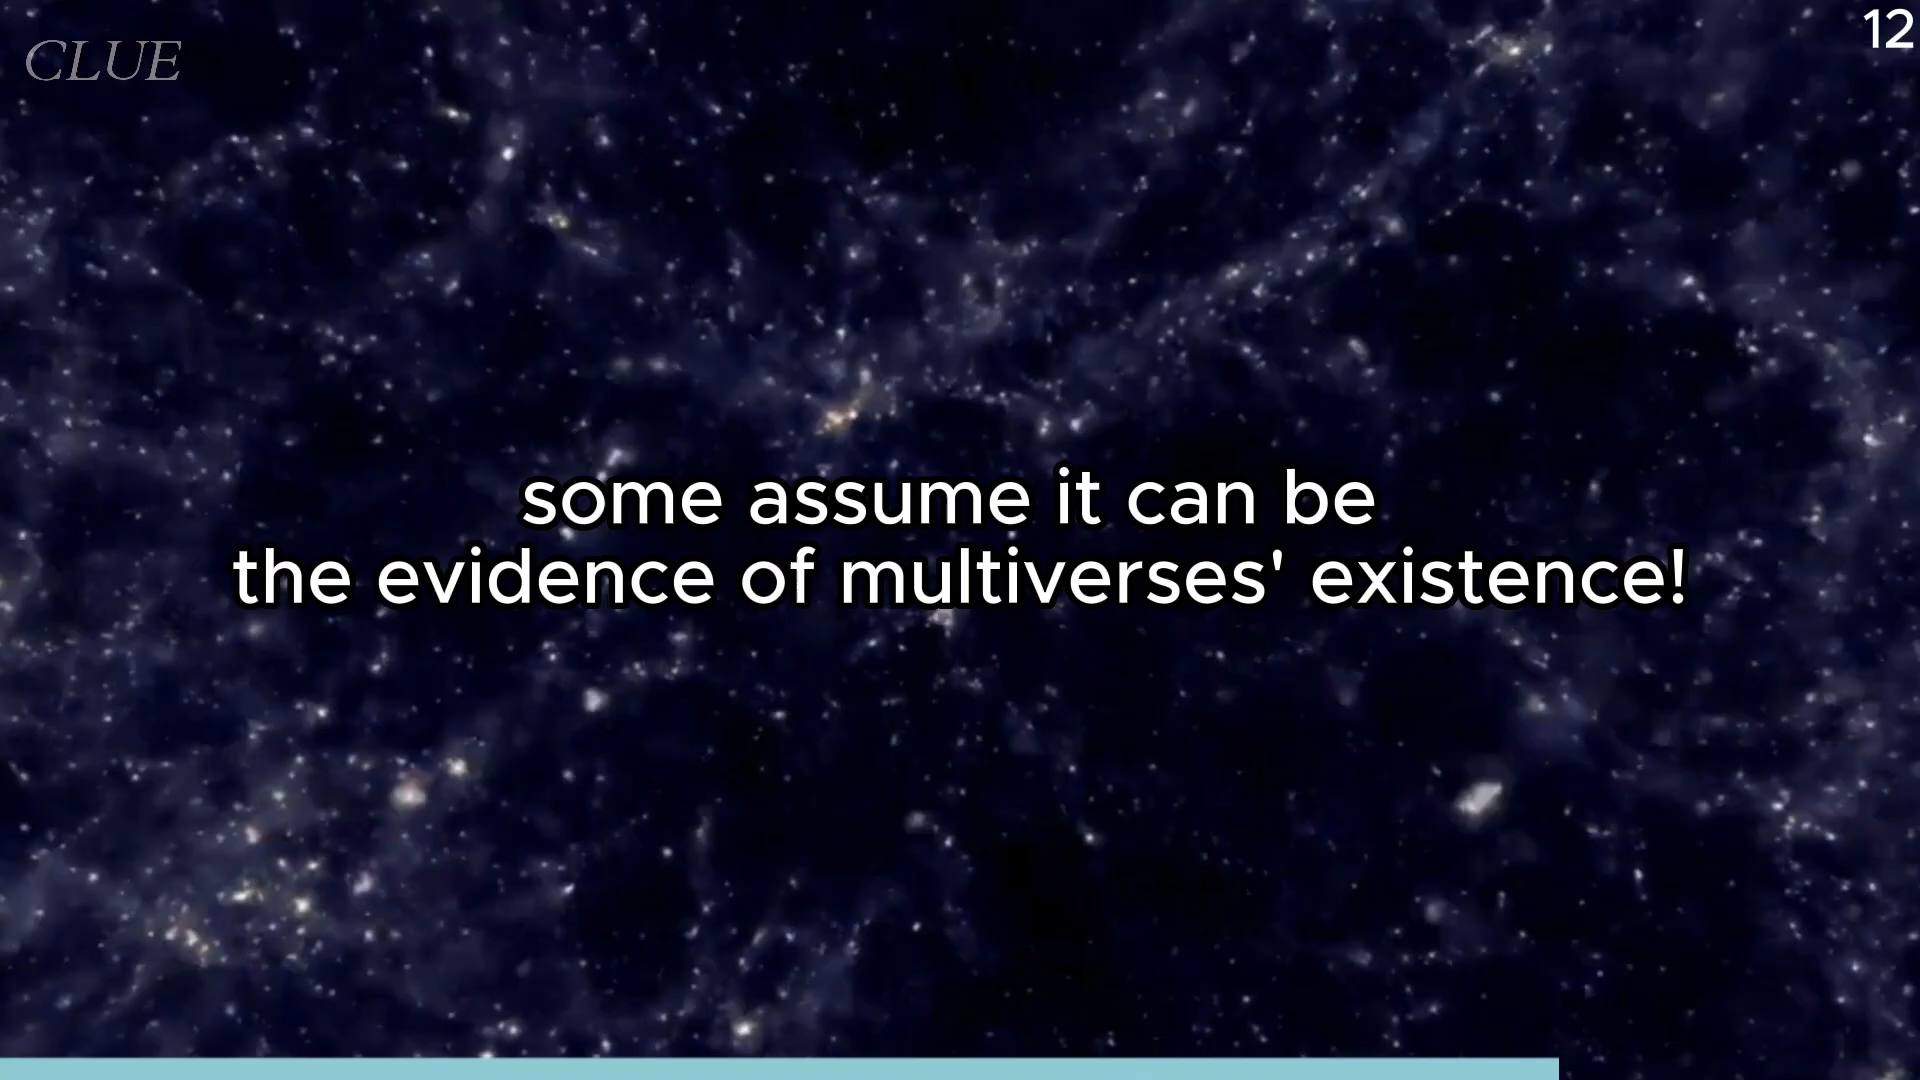 CLUE
12
some assume it can be
the evidence of multiverses' existence!